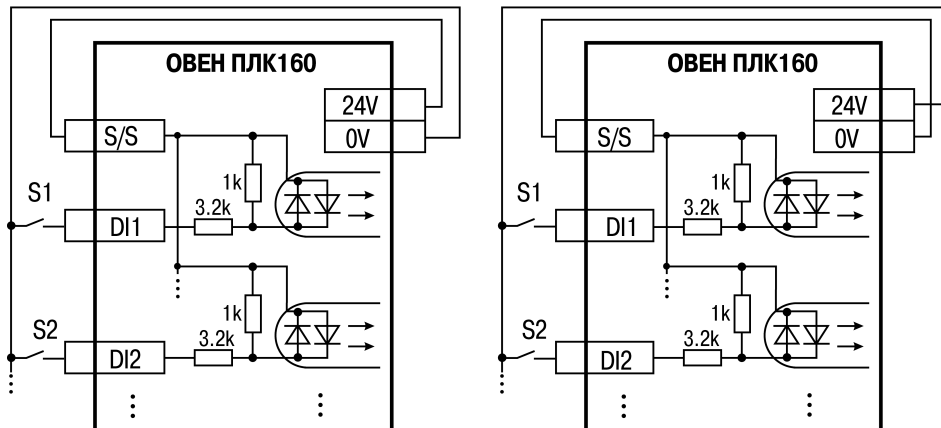 ОВЕН ПЛК160
24V
S/S
0V
1k
S1
3.2k
DI1
1k
S2
3.2k
DI2
ОВЕН ПЛК160
24V
S/S
0V
1k
S1
3.2k
DI1
1k
S2
3.2k
DI2